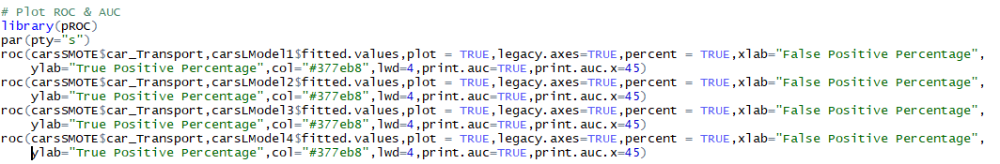 # Plot ROC & AUC
library(pROC)
par(pty="s")
roc(carsSMOTE$car_Transport,carsLModel1$fitted.values,plot = TRUE,legacy.axes=TRUE,percent = TRUE,xlab="False Positive Percentage",
ylab="True Positive Percentage",col="#377eb8",lwd=4,print.auc=TRUE,print.auc.x=45)
roc(carsSMOTE$car_Transport,carsLModel2$fitted.values,plot = TRUE,legacy.axes=TRUE,percent = TRUE,xlab="False Positive Percentage",
ylab="True Positive Percentage",col="#377eb8",lwd=4,print.auc=TRUE,print.auc.x=45)
roc(carsSMOTE$car_Transport,carsLModel3$fitted.values,plot = TRUE,legacy.axes=TRUE,percent = TRUE,xlab="False Positive Percentage",
ylab="True Positive Percentage",col="#377eb8",lwd=4,print.auc=TRUE,print.auc.x=45)
roc(carsSMOTE$car_Transport,carsLModel4$fitted.values,plot = TRUE,legacy.axes=TRUE,percent = TRUE,xlab="False Positive Percentage",
ylab="True Positive Percentage",col="#377eb8",lwd=4,print.auc=TRUE,print.auc.x=45)